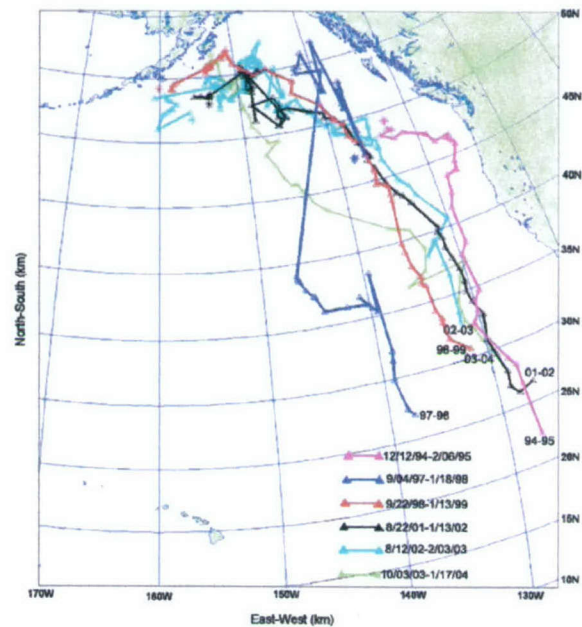 50N
45N
40N
35N
30N
25N
20N
15N
10N
North-South (km)
02-03
98-99
03-04
01-02
97-98
94-95
12/12/94-2/06/95
9/04/97-1/18/98
9/22/98-1/13/99
8/22/01-1/13/02
8/12/02-2/03/03
10/03/03-1/17/04
170W
160W
150W
140W
130W
East-West (km)